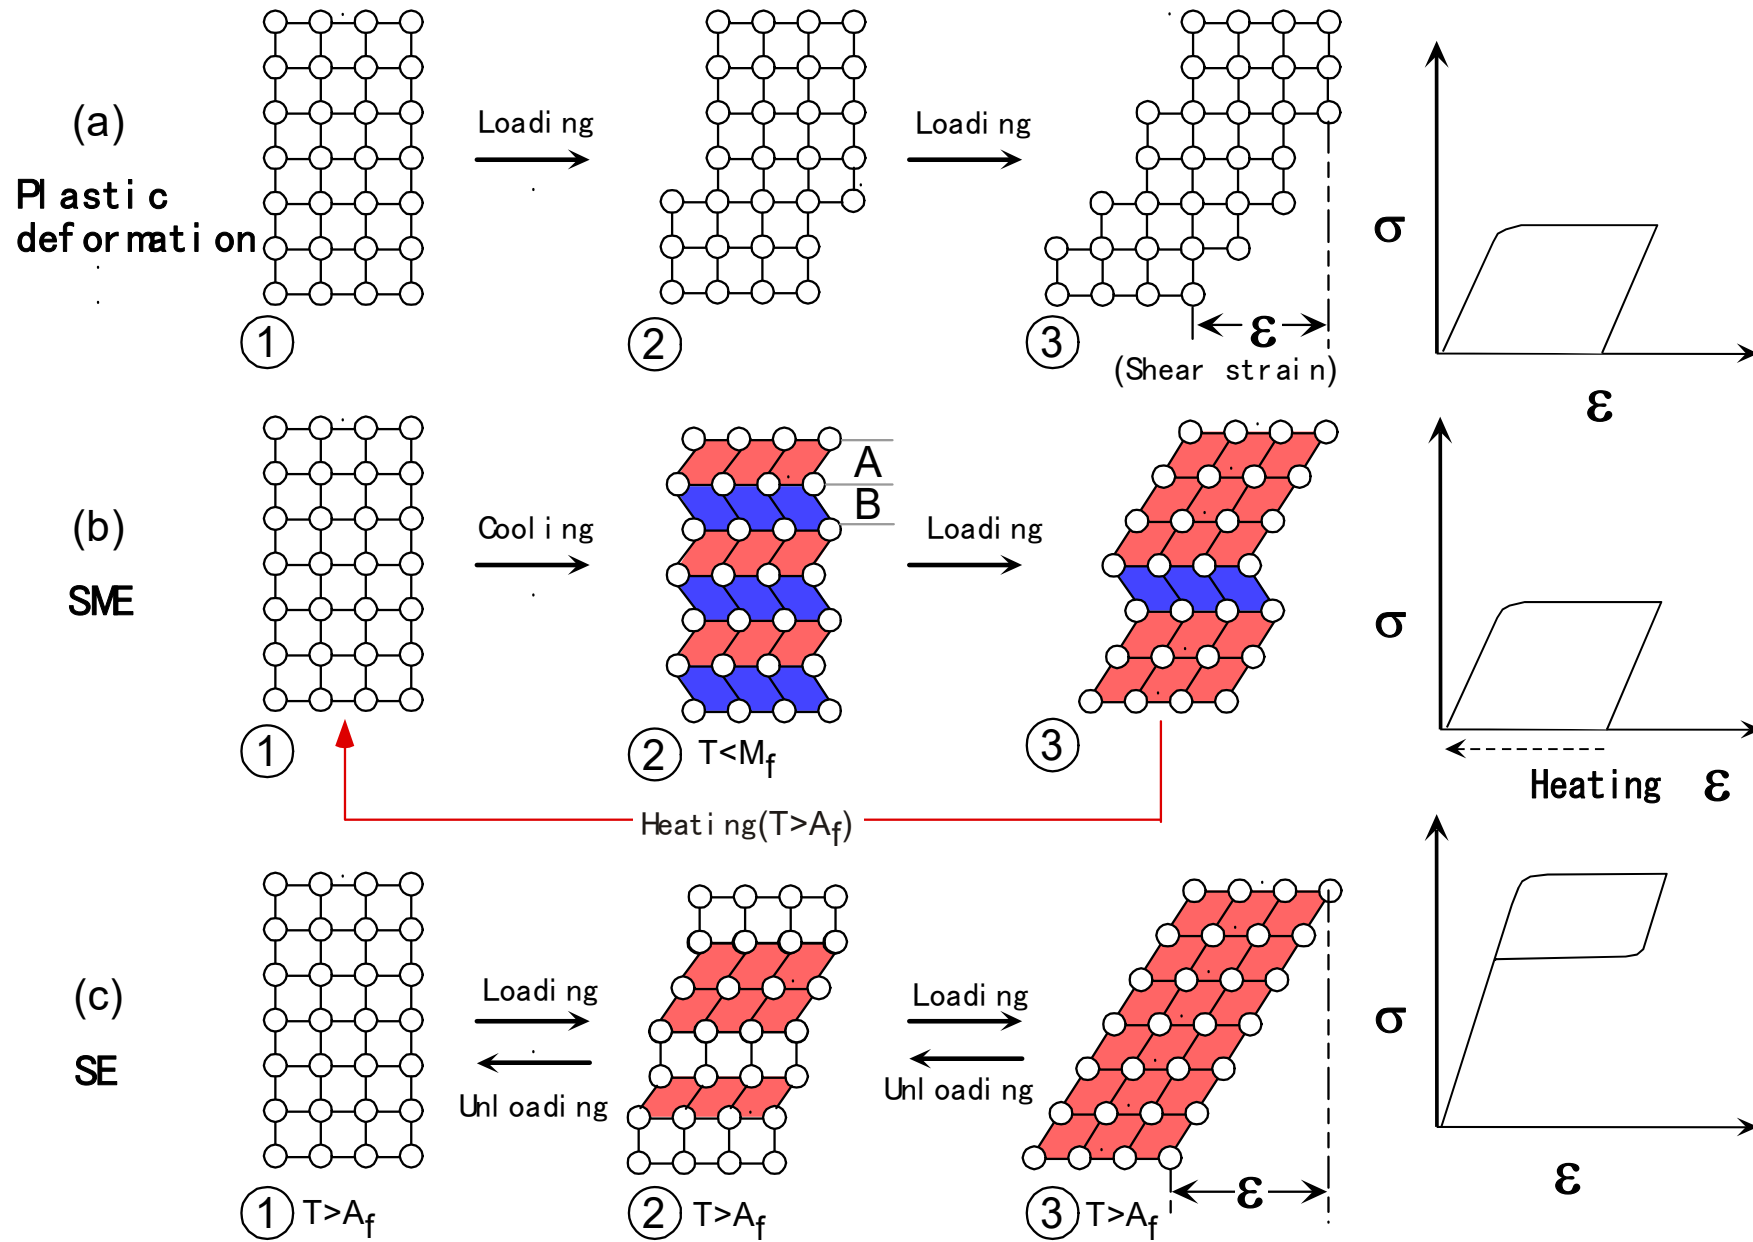 (a)
Plastic
deformation
Loading
Loading
1
2
3
ε
(Shear strain)
σ
ε
(b)
SME
Cooling
Loading
A
B
1
2 T<Mf
3
Heating(T>Af)
σ
Heating ε
(c)
SE
Loading
Unloading
Loading
Unloading
1 T>Af
2 T>Af
3 T>Af
ε
σ
ε